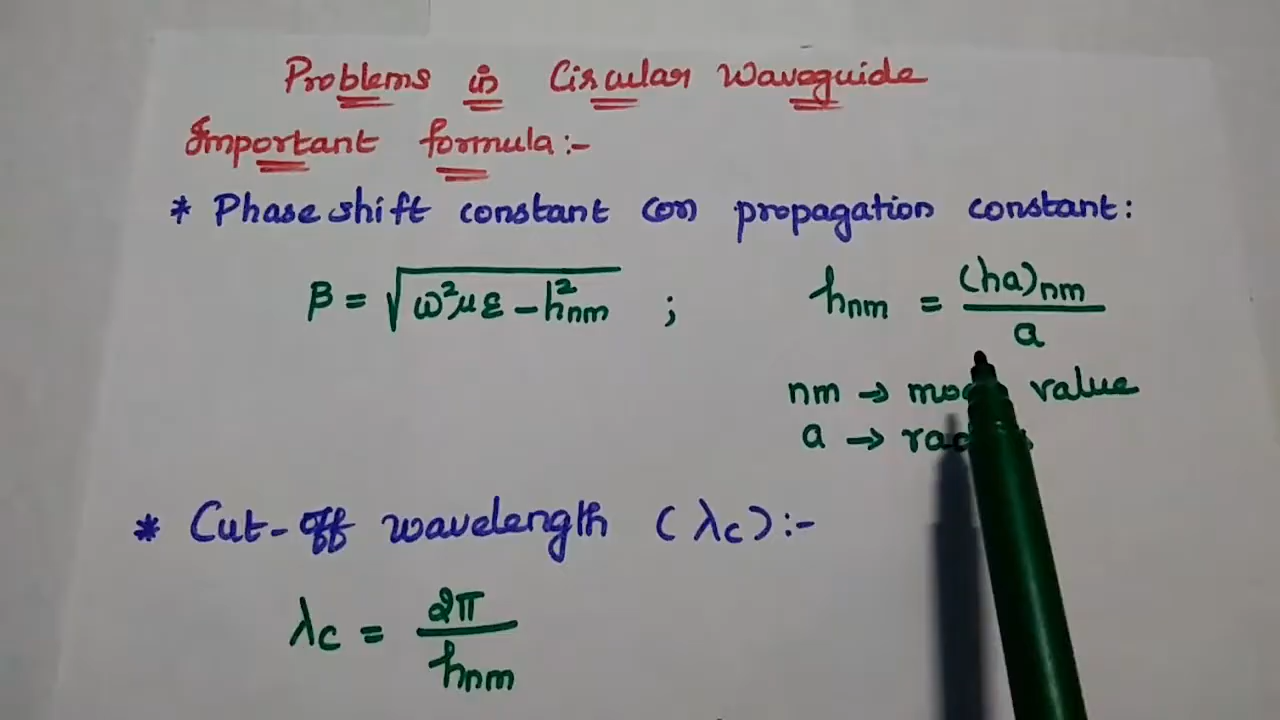 Problems in Circular Waveguide
Important formula:-
* Phase shift constant (or) propagation constant:
β = √(ω²με - h²nm) ; hnm = (ha)nm / a
nm → value
a →
* Cut-off wavelength (λc):-
λc = 2π / hnm